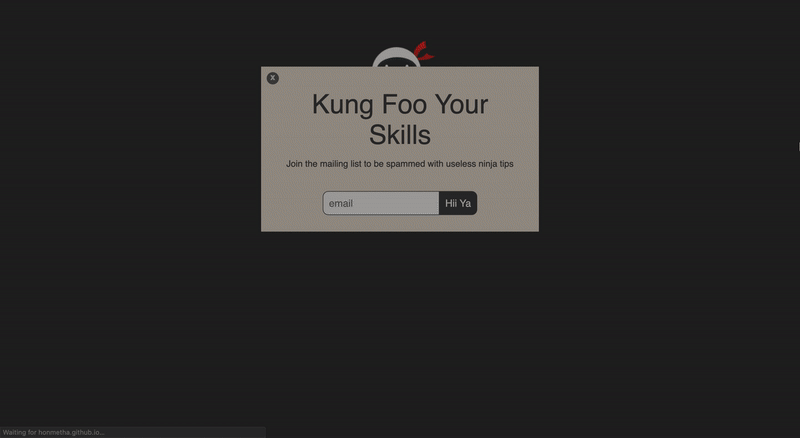 X
Kung Foo Your
Skills
Join the mailing list to be spammed with useless ninja tips
email
Hii Ya
Waiting for honmetha.github.io...